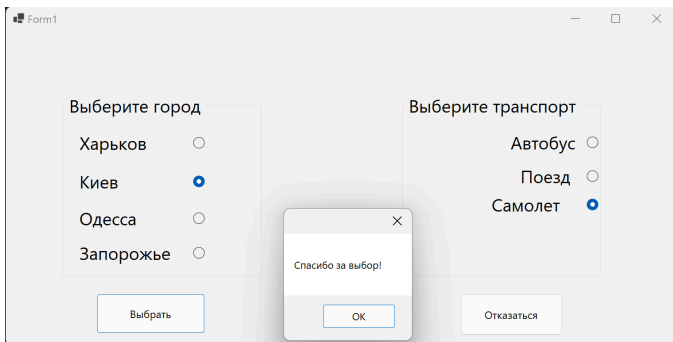 Form1
Выберите город
Харьков
Киев
Одесса
Запорожье
Выберите транспорт
Автобус
Поезд
Самолет
Спасибо за выбор!
OK
Выбрать
Отказаться